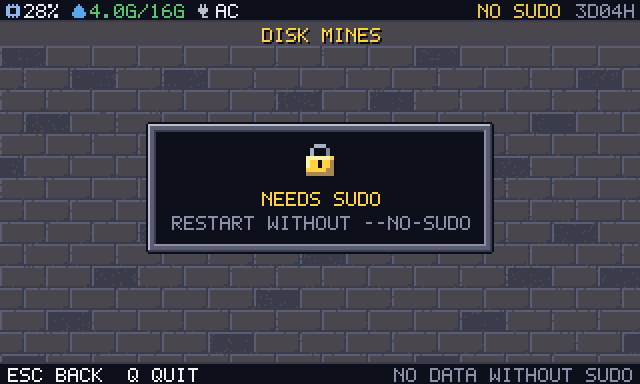 28% 4.0G/16G AC NO SUDO 3D04H
DISK MINES
NEEDS SUDO
RESTART WITHOUT --NO-SUDO
ESC BACK Q QUIT NO DATA WITHOUT SUDO